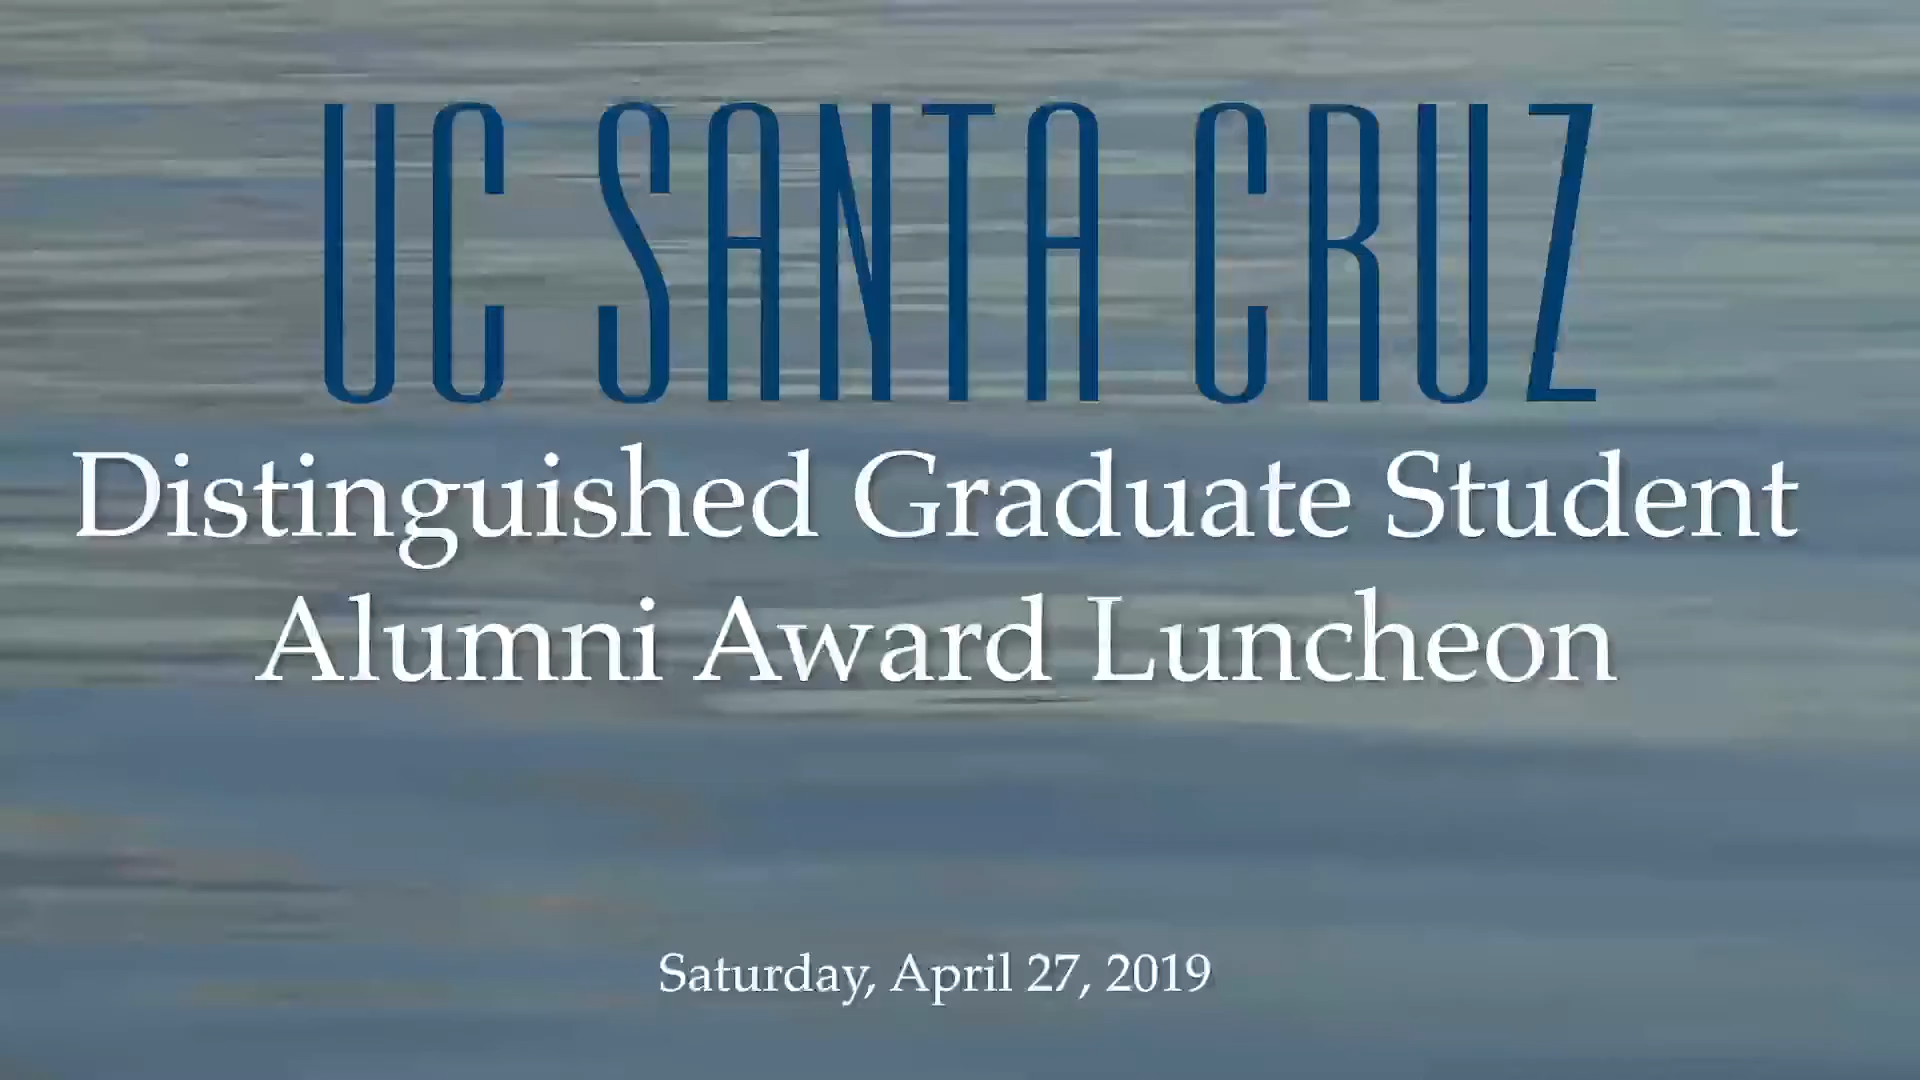 UC SANTA CRUZ
Distinguished Graduate Student
Alumni Award Luncheon
Saturday, April 27, 2019